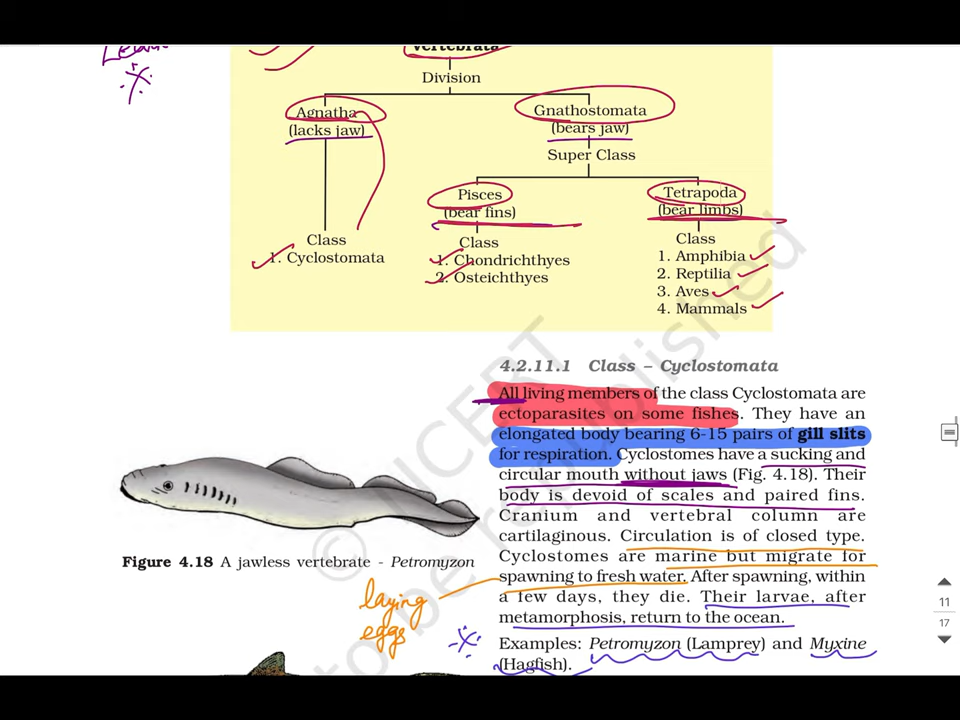 Vertebrata
Division
Agnatha
(lacks jaw)
Gnathostomata
(bears jaw)
Super Class
Pisces
(bear fins)
Tetrapoda
(bear limbs)
Class
1. Cyclostomata
Class
1. Chondrichthyes
2. Osteichthyes
Class
1. Amphibia
2. Reptilia
3. Aves
4. Mammals
4.2.11.1 Class – Cyclostomata
All living members of the class Cyclostomata are
ectoparasites on some fishes. They have an
elongated body bearing 6-15 pairs of gill slits
for respiration. Cyclostomes have a sucking and
circular mouth without jaws (Fig. 4.18). Their
body is devoid of scales and paired fins.
Cranium and vertebral column are
cartilaginous. Circulation is of closed type.
Cyclostomes are marine but migrate for
spawning to fresh water. After spawning, within
a few days, they die. Their larvae, after
metamorphosis, return to the ocean.
Examples: Petromyzon (Lamprey) and Myxine
(Hagfish).
Figure 4.18 A jawless vertebrate - Petromyzon
laying
eggs
© NCERT
to be republished
11
17